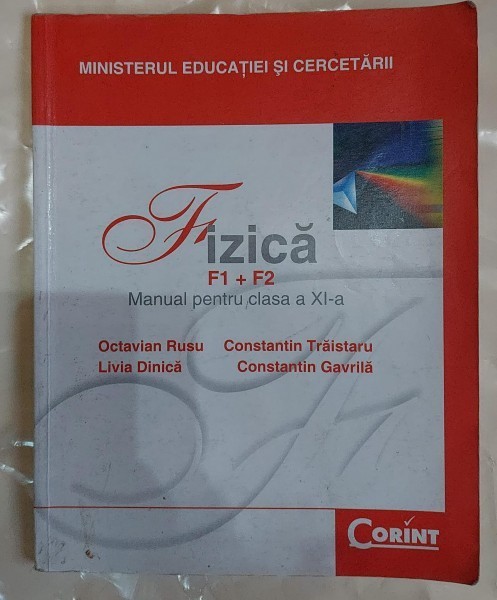 MINISTERUL EDUCAȚIEI ȘI CERCETĂRII
Fizică
F1 + F2
Manual pentru clasa a XI-a
Octavian Rusu Constantin Trăistaru
Livia Dinică Constantin Gavrilă
CORINT